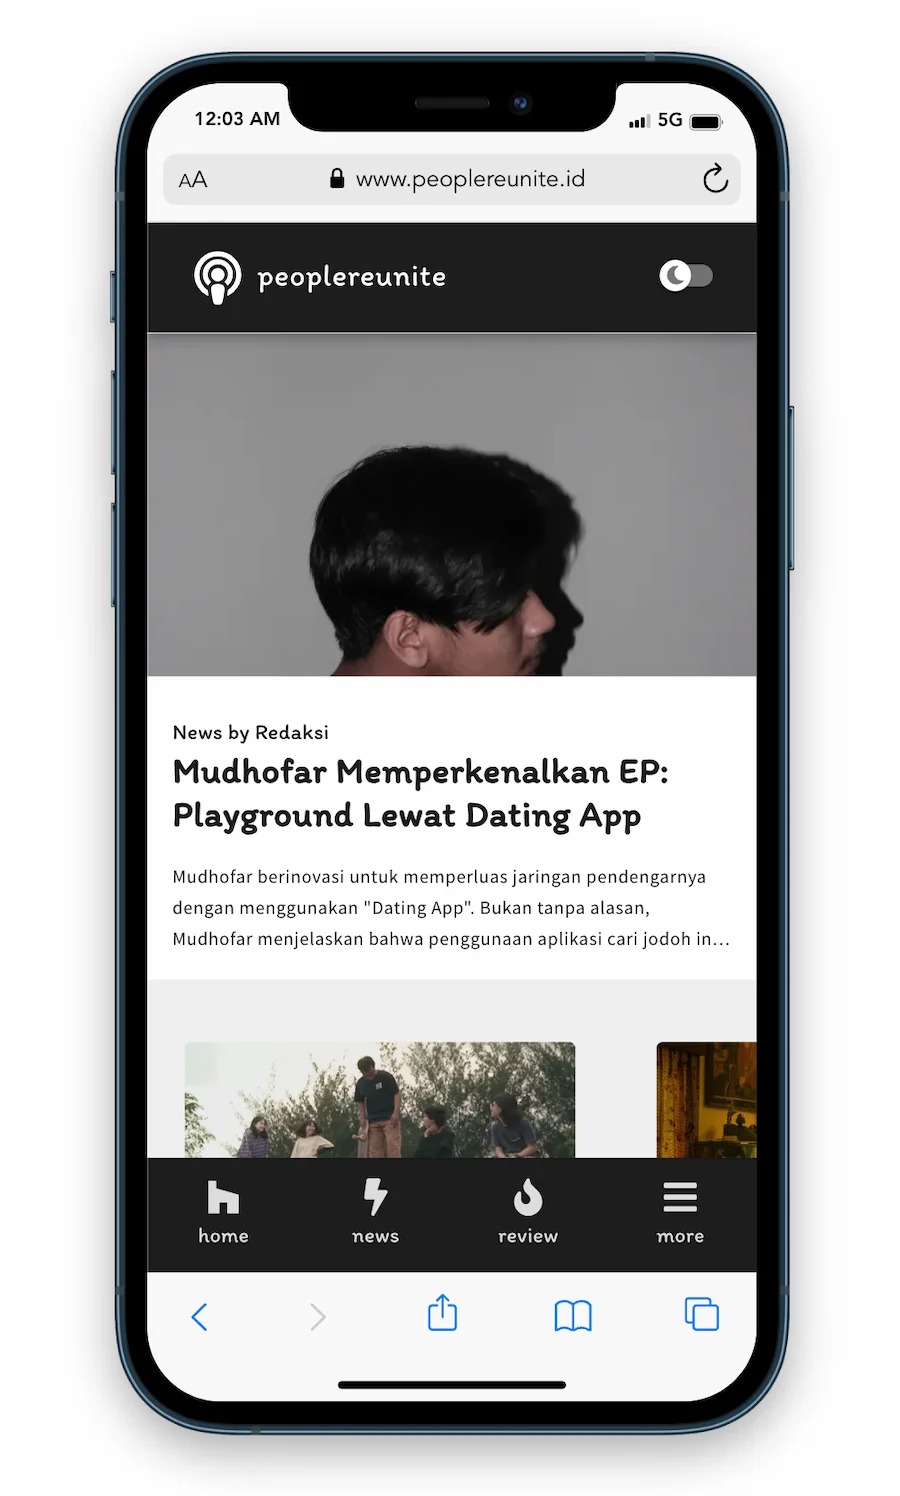 12:03 AM
5G
AA
www.peoplereunite.id
peoplereunite
News by Redaksi
Mudhofar Memperkenalkan EP:
Playground Lewat Dating App
Mudhofar berinovasi untuk memperluas jaringan pendengarnya
dengan menggunakan "Dating App". Bukan tanpa alasan,
Mudhofar menjelaskan bahwa penggunaan aplikasi cari jodoh in...
home
news
review
more